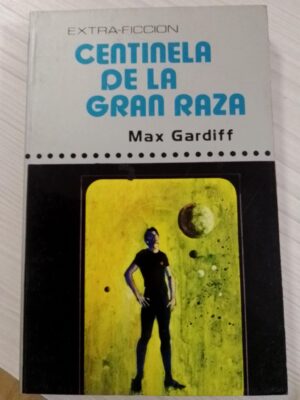 EXTRA-FICCION
CENTINELA
DE LA
GRAN RAZA
Max Gardiff